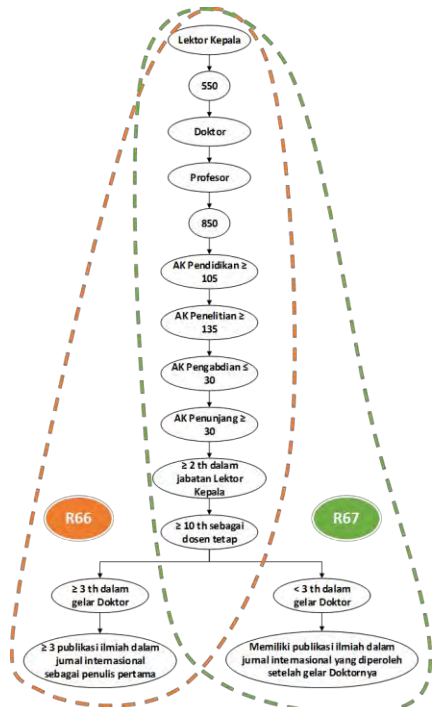 Lektor Kepala
550
Doktor
Profesor
850
AK Pendidikan ≥
105
AK Penelitian ≥
135
AK Pengabdian ≤
30
AK Penunjang ≥
30
≥ 2 th dalam
jabatan Lektor
Kepala
R66
R67
≥ 10 th sebagai
dosen tetap
≥ 3 th dalam
gelar Doktor
< 3 th dalam
gelar Doktor
≥ 3 publikasi ilmiah dalam
jurnal internasional
sebagai penulis pertama
Memiliki publikasi ilmiah dalam
jurnal internasional yang diperoleh
setelah gelar Doktornya